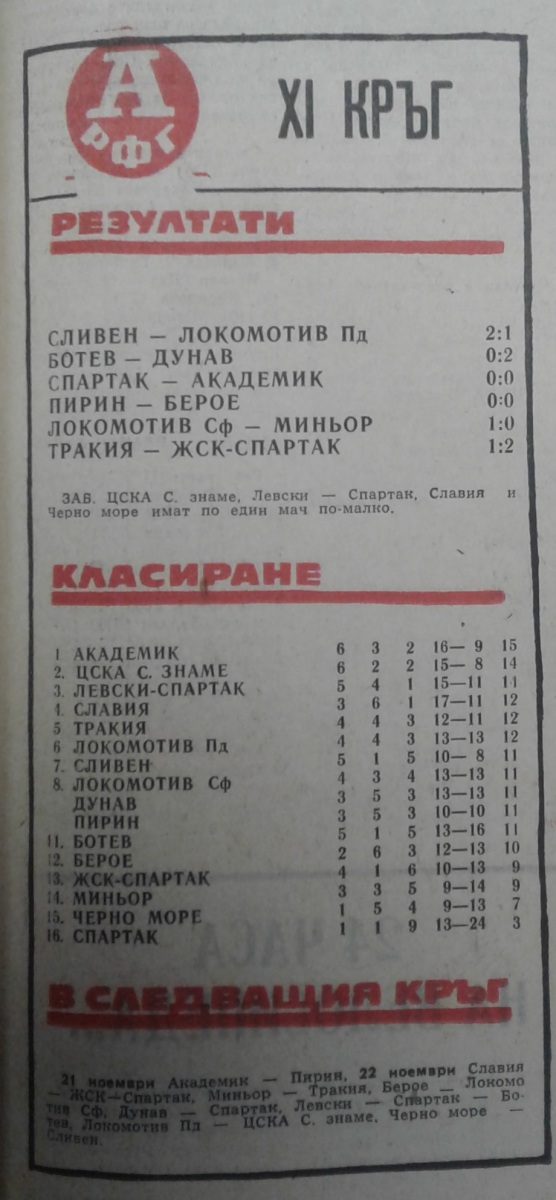 А
РФГ
XI КРЪГ
РЕЗУЛТАТИ
СЛИВЕН — ЛОКОМОТИВ Пд 2:1
БОТЕВ — ДУНАВ 0:2
СПАРТАК — АКАДЕМИК 0:0
ПИРИН — БЕРОЕ 0:0
ЛОКОМОТИВ Сф — МИНЬОР 1:0
ТРАКИЯ — ЖСК-СПАРТАК 1:2
ЗАБ. ЦСКА С. знаме, Левски — Спартак, Славия и
Черно море имат по един мач по-малко.
КЛАСИРАНЕ
1 АКАДЕМИК 6 3 2 16— 9 15
2. ЦСКА С. ЗНАМЕ 6 2 2 15— 8 14
3. ЛЕВСКИ-СПАРТАК 5 4 1 15—11 14
4. СЛАВИЯ 3 6 1 17—11 12
5 ТРАКИЯ 4 4 3 12—11 12
6 ЛОКОМОТИВ Пд 4 4 3 13—13 12
7. СЛИВЕН 5 1 5 10— 8 11
8. ЛОКОМОТИВ Сф 4 3 4 13—13 11
ДУНАВ 3 5 3 13—13 11
ПИРИН 3 5 3 10—10 11
11. БОТЕВ 5 1 5 13—16 11
12. БЕРОЕ 2 6 3 12—13 10
13. ЖСК-СПАРТАК 4 1 6 10—13 9
14. МИНЬОР 3 3 5 9—14 9
15. ЧЕРНО МОРЕ 1 5 4 9—13 7
16. СПАРТАК 1 1 9 13—24 3
24 ЧАСА
В СЛЕДВАЩИЯ КРЪГ
21 ноември Академик — Пирин, 22 ноември Славия
— ЖСК—Спартак, Миньор — Тракия, Берое — Локомо
тив Сф, Дунав — Спартак, Левски — Спартак — Бо-
тев, Локомотив Пд — ЦСКА С. знаме, Черно море —
Сливен.